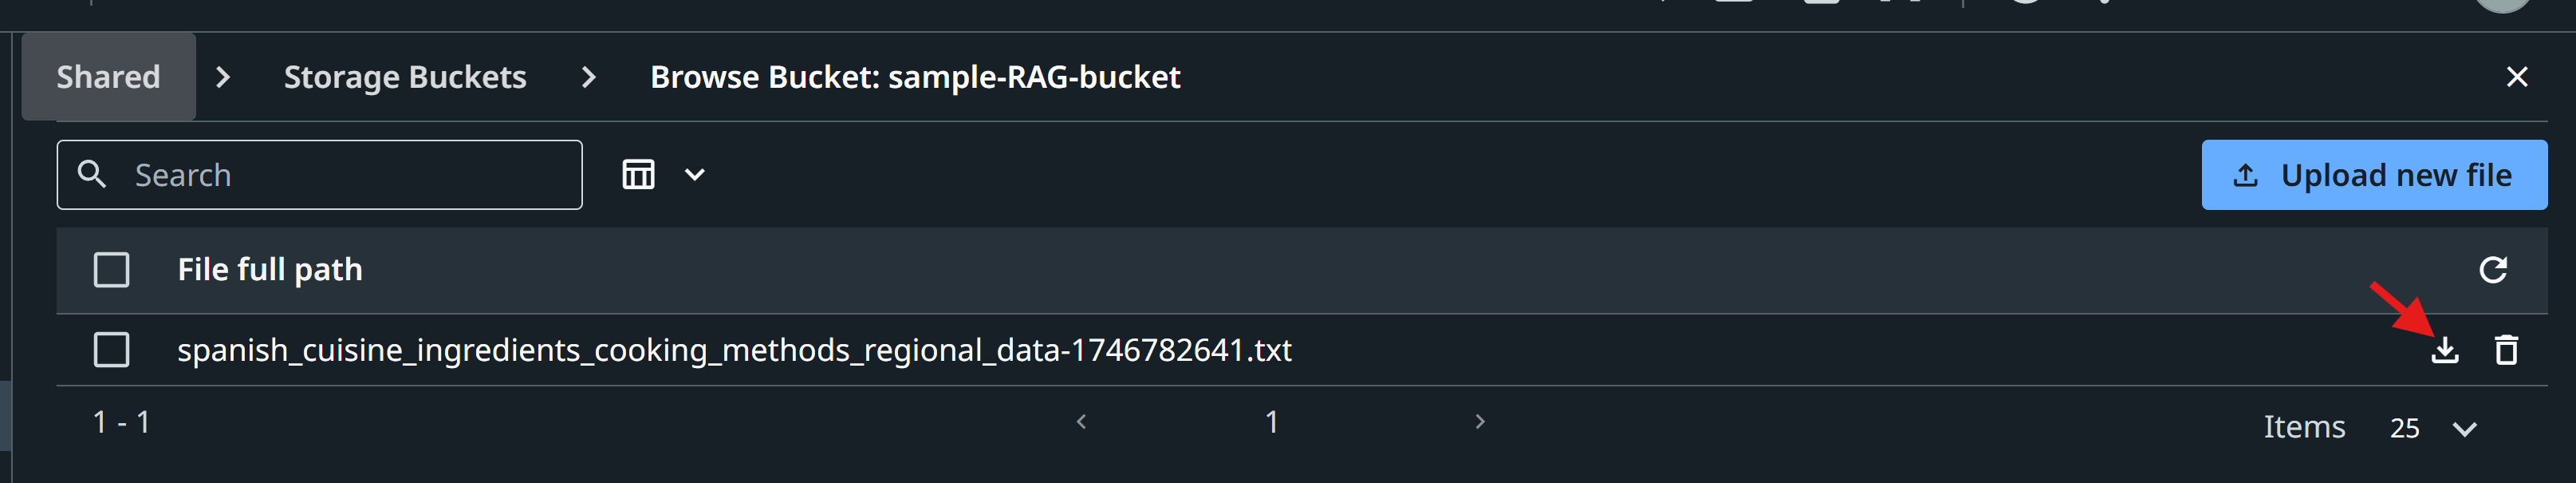 Shared Storage Buckets Browse Bucket: sample-RAG-bucket
Search Upload new file
File full path
spanish_cuisine_ingredients_cooking_methods_regional_data-1746782641.txt
1 - 1 1 Items 25